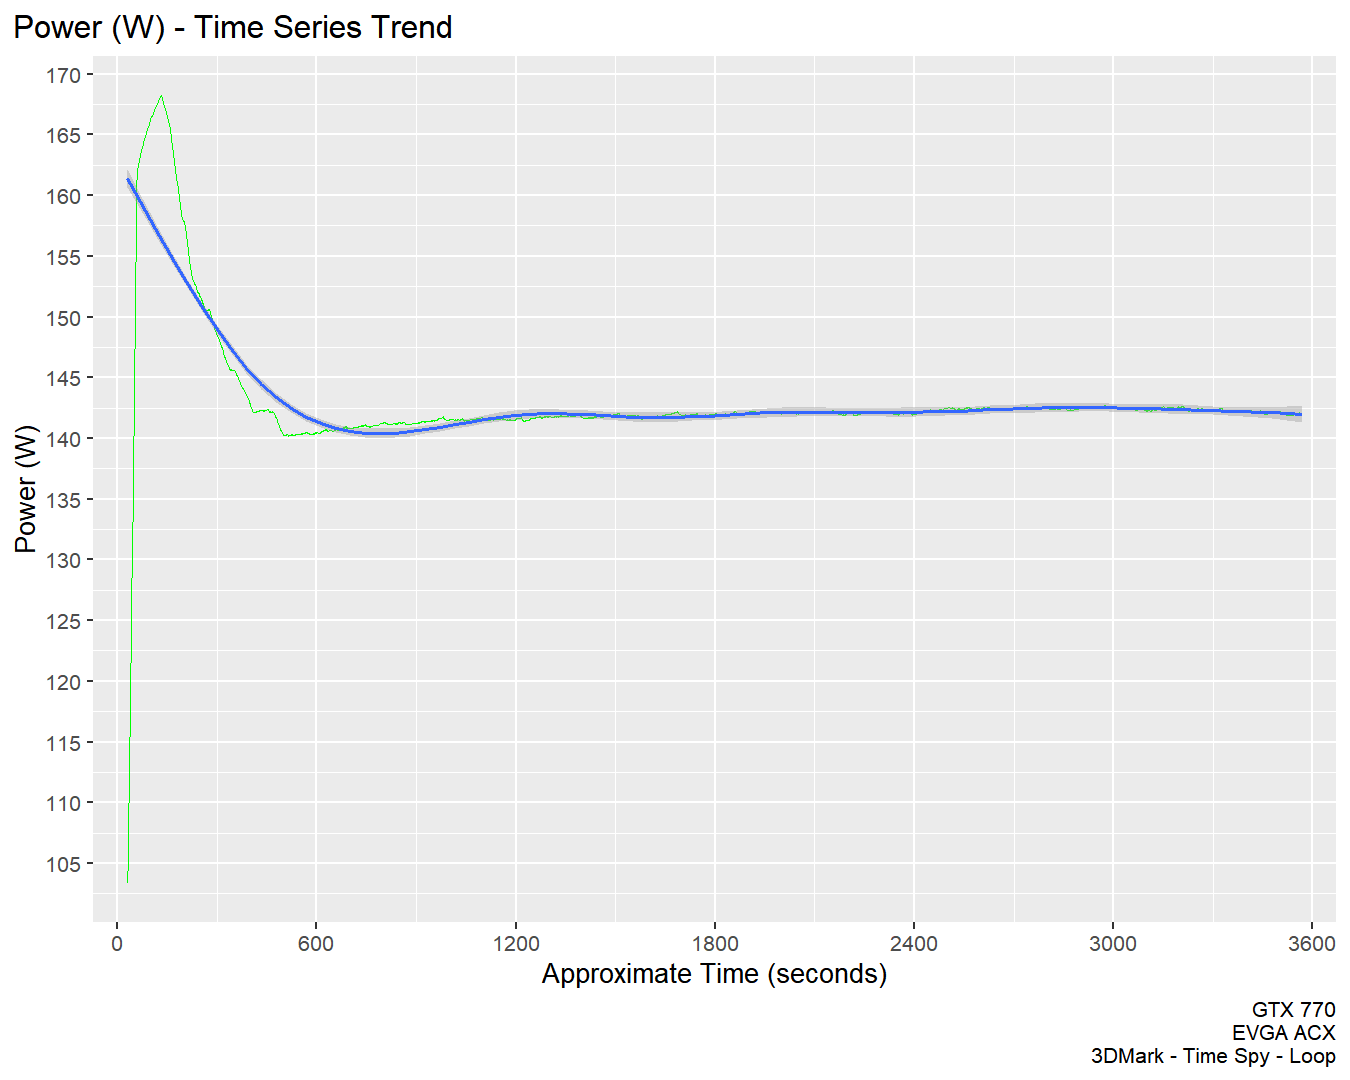 Power (W) - Time Series Trend
Power (W)
170
165
160
155
150
145
140
135
130
125
120
115
110
105
0 600 1200 1800 2400 3000 3600
Approximate Time (seconds)
GTX 770
EVGA ACX
3DMark - Time Spy - Loop